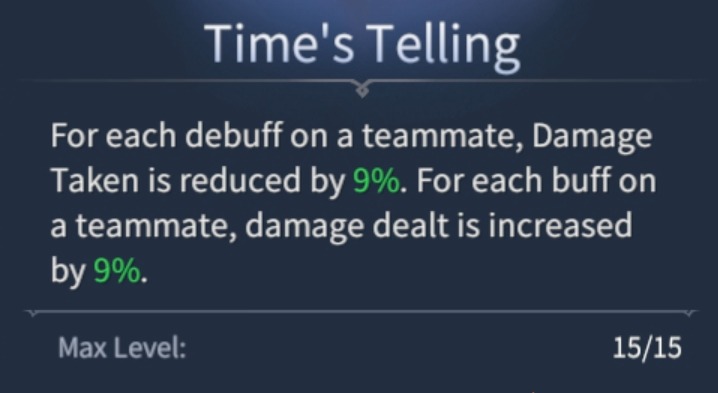 Time's Telling
For each debuff on a teammate, Damage
Taken is reduced by 9%. For each buff on
a teammate, damage dealt is increased
by 9%.
Max Level: 15/15